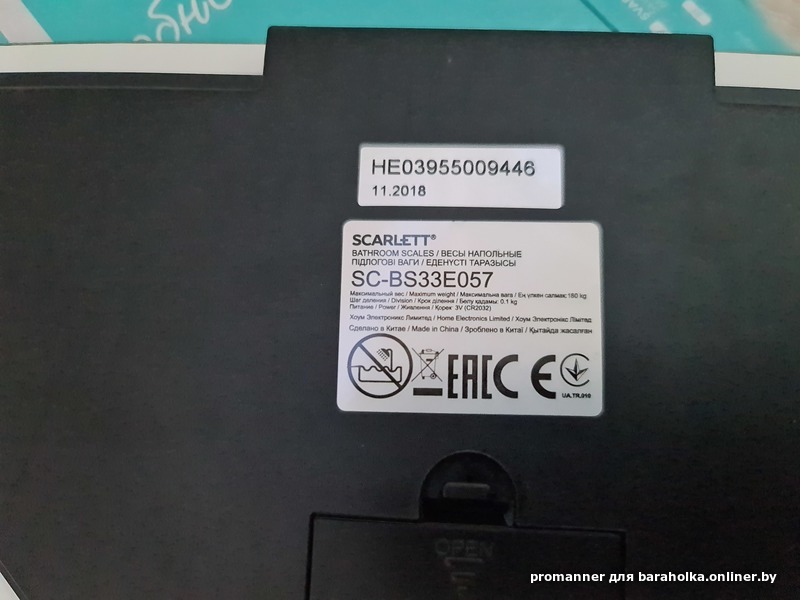 HE03955009446
11.2018
SCARLETT®
BATHROOM SCALES / ВЕСЫ НАПОЛЬНЫЕ
ПІДЛОГОВІ ВАГИ / ЕДЕНҮСТІ ТАРАЗЫСЫ
SC-BS33E057
Максимальный вес / Maximum weight / Максимальна вага / Ең үлкен салмақ: 180 kg
Шаг деления / Division / Крок ділення / Бөлу қадамы: 0.1 kg
Питание / Power / Живлення / Қорек: 3V (CR2032)
Хоум Электроникс Лимитед / Home Electronics Limited / Хоум Электронікс Лімітед
Сделано в Китае / Made in China / Зроблено в Китаї / Қытайда жасалған
EAC CE
UA.TR.010
OPEN
promanner для baraholka.onliner.by